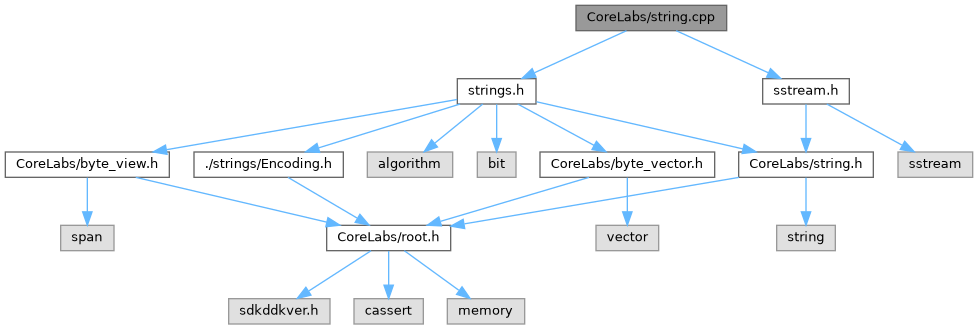 CoreLabs/string.cpp
strings.h
sstream.h
CoreLabs/byte_view.h
./strings/Encoding.h
algorithm
bit
CoreLabs/byte_vector.h
CoreLabs/string.h
sstream
span
CoreLabs/root.h
vector
string
sdkddkver.h
cassert
memory